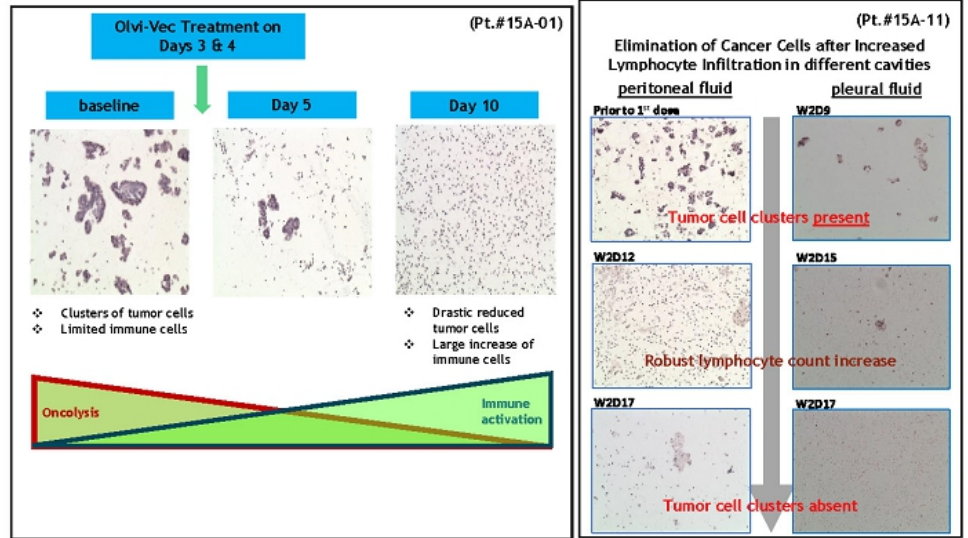 (Pt.#15A-01)
Olvi-Vec Treatment on
Days 3 & 4
baseline
Day 5
Day 10
❖ Clusters of tumor cells
❖ Limited immune cells
❖ Drastic reduced
tumor cells
❖ Large increase of
immune cells
Oncolysis
Immune
activation
(Pt.#15A-11)
Elimination of Cancer Cells after Increased
Lymphocyte Infiltration in different cavities
peritoneal fluid
pleural fluid
Prior to 1st dose
W2D9
Tumor cell clusters present
W2D12
W2D15
Robust lymphocyte count increase
W2D17
W2D17
Tumor cell clusters absent